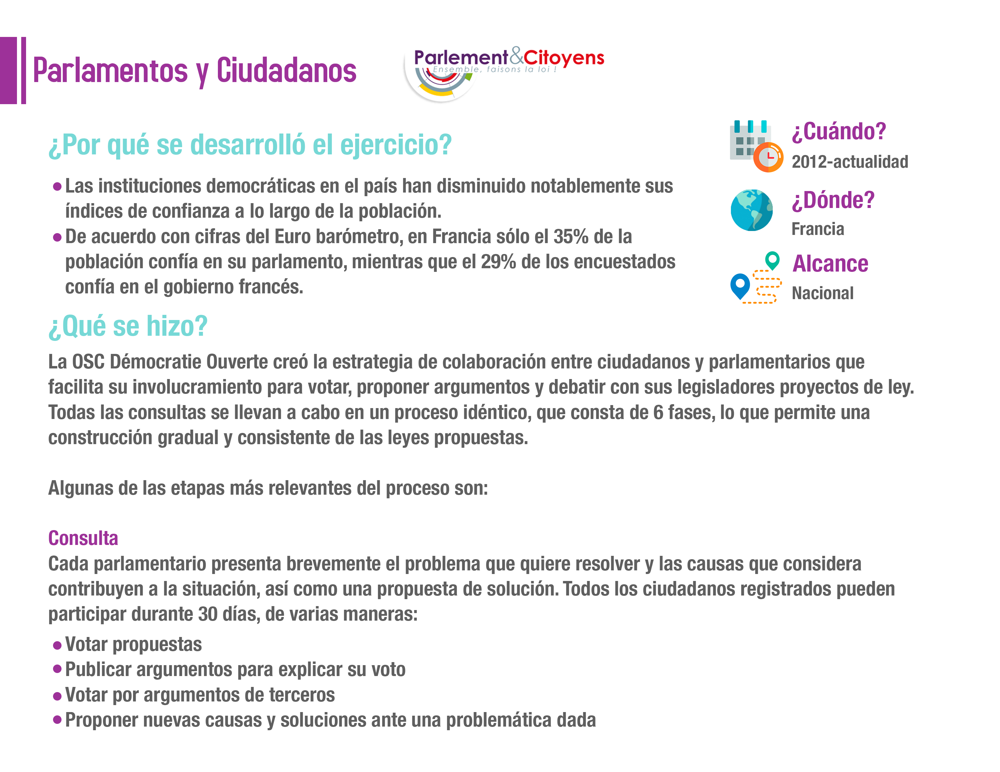 Parlamentos y Ciudadanos
Parlement&Citoyens
Ensemble, faisons la loi !
¿Por qué se desarrolló el ejercicio?
Las instituciones democráticas en el país han disminuido notablemente sus
índices de confianza a lo largo de la población.
De acuerdo con cifras del Euro barómetro, en Francia sólo el 35% de la
población confía en su parlamento, mientras que el 29% de los encuestados
confía en el gobierno francés.
¿Cuándo?
2012-actualidad
¿Dónde?
Francia
Alcance
Nacional
¿Qué se hizo?
La OSC Démocratie Ouverte creó la estrategia de colaboración entre ciudadanos y parlamentarios que
facilita su involucramiento para votar, proponer argumentos y debatir con sus legisladores proyectos de ley.
Todas las consultas se llevan a cabo en un proceso idéntico, que consta de 6 fases, lo que permite una
construcción gradual y consistente de las leyes propuestas.
Algunas de las etapas más relevantes del proceso son:
Consulta
Cada parlamentario presenta brevemente el problema que quiere resolver y las causas que considera
contribuyen a la situación, así como una propuesta de solución. Todos los ciudadanos registrados pueden
participar durante 30 días, de varias maneras:
Votar propuestas
Publicar argumentos para explicar su voto
Votar por argumentos de terceros
Proponer nuevas causas y soluciones ante una problemática dada